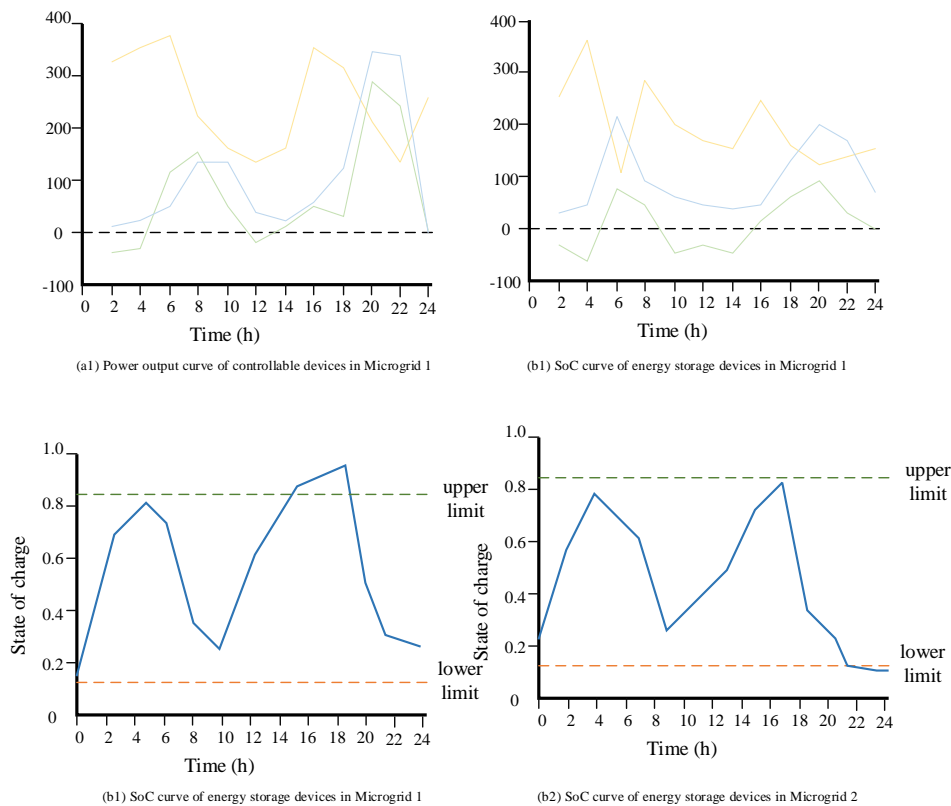 400
300
200
100
0
-100
0 2 4 6 8 10 12 14 16 18 20 22 24
Time (h)
(a1) Power output curve of controllable devices in Microgrid 1
400
300
200
100
0
-100
0 2 4 6 8 10 12 14 16 18 20 22 24
Time (h)
(b1) SoC curve of energy storage devices in Microgrid 1
State of charge
1.0
0.8
0.6
0.4
0.2
0
upper
limit
lower
limit
0 2 4 6 8 10 12 14 16 18 20 22 24
Time (h)
(b1) SoC curve of energy storage devices in Microgrid 1
State of charge
1.0
0.8
0.6
0.4
0.2
0
upper
limit
lower
limit
0 2 4 6 8 10 12 14 16 18 20 22 24
Time (h)
(b2) SoC curve of energy storage devices in Microgrid 2